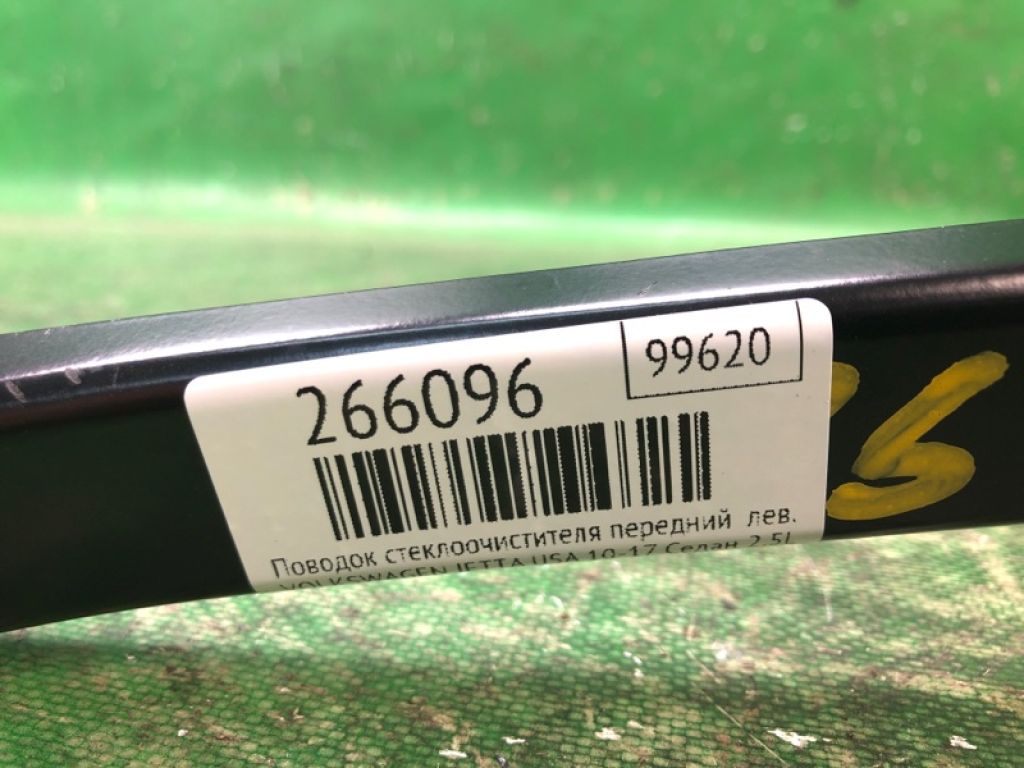 99620
266096
Поводок стеклоочистителя передний лев.
VOLKSWAGEN JETTA USA 10-17 Седан 2.5L